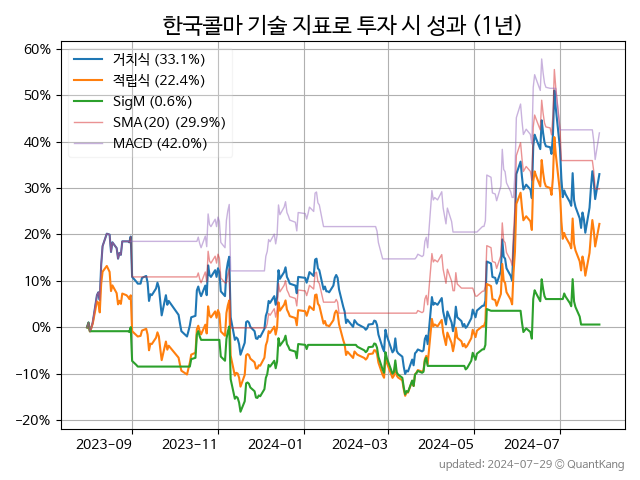 한국콜마 기술 지표로 투자 시 성과 (1년)
60%
50%
40%
30%
20%
10%
0%
−10%
−20%
거치식 (33.1%)
적립식 (22.4%)
SigM (0.6%)
SMA(20) (29.9%)
MACD (42.0%)
2023-09
2023-11
2024-01
2024-03
2024-05
2024-07
updated: 2024-07-29 ⓒ QuantKang